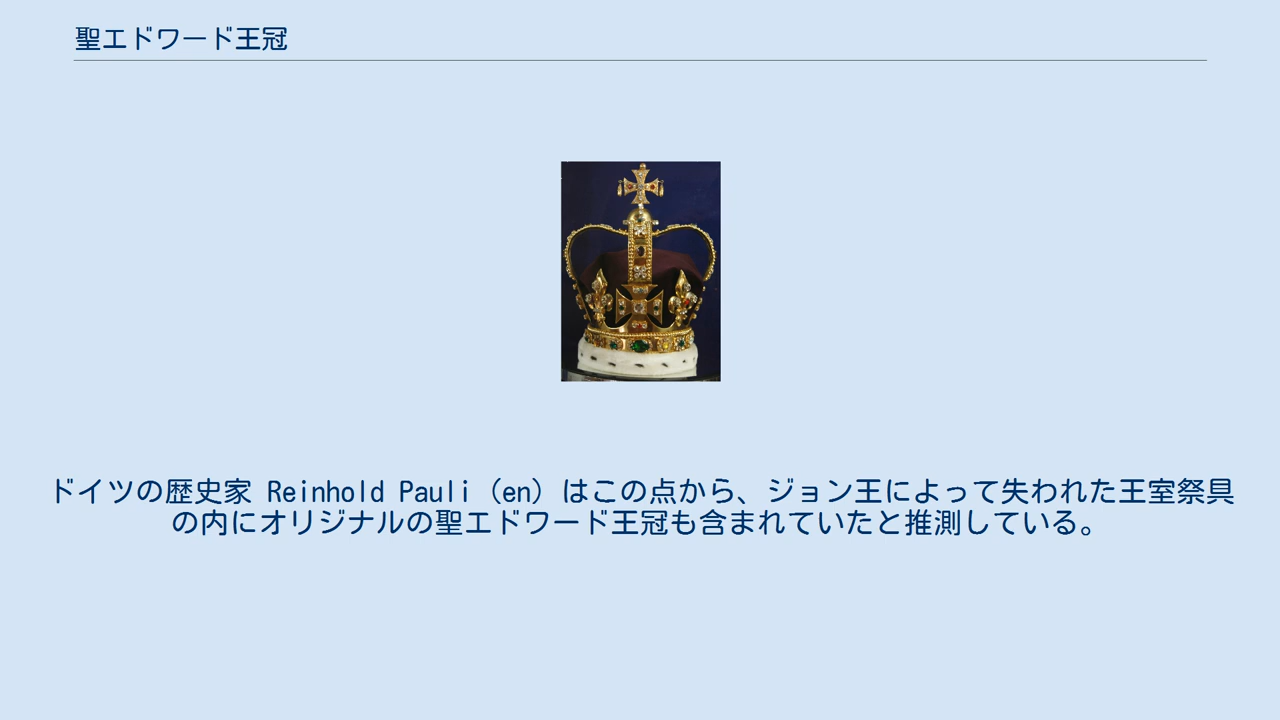 聖エドワード王冠
ドイツの歴史家 Reinhold Pauli（en）はこの点から、ジョン王によって失われた王室祭具
の内にオリジナルの聖エドワード王冠も含まれていたと推測している。